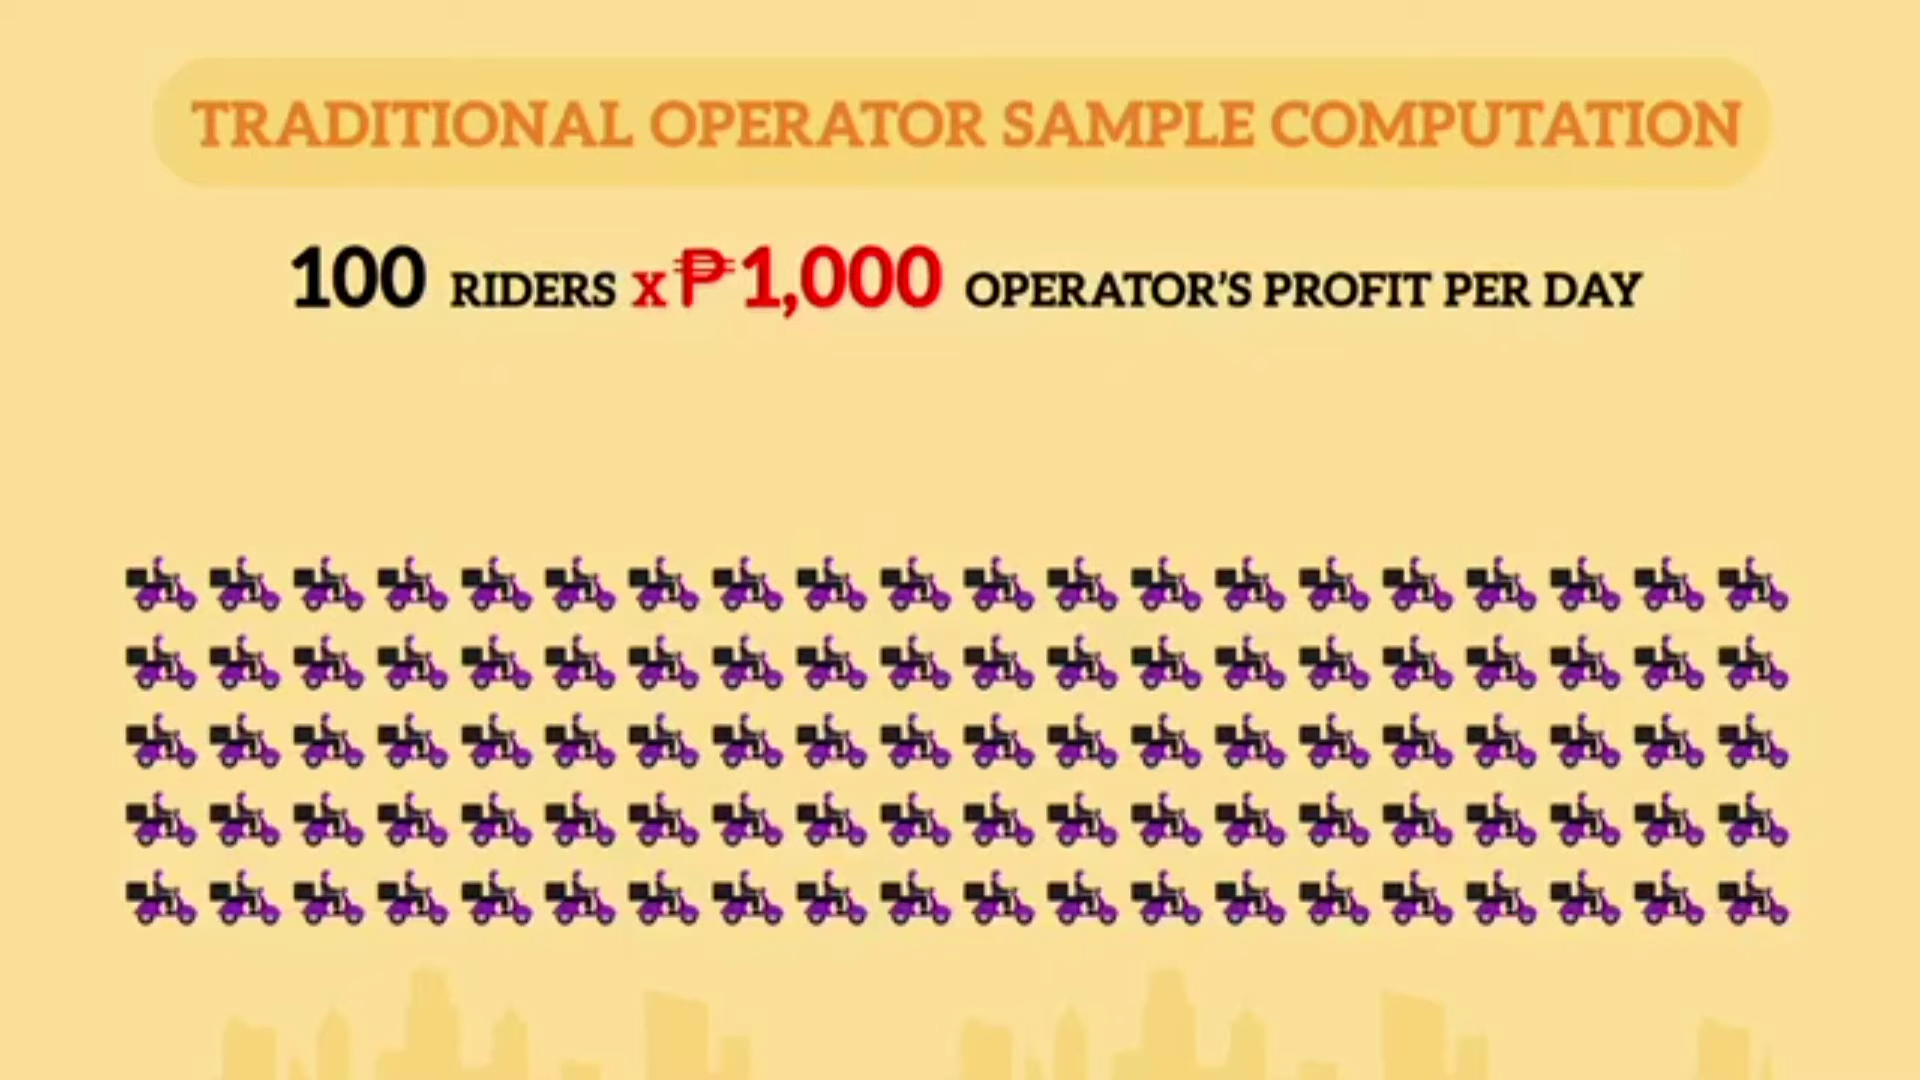 TRADITIONAL OPERATOR SAMPLE COMPUTATION
100 RIDERS x ₱1,000 OPERATOR'S PROFIT PER DAY